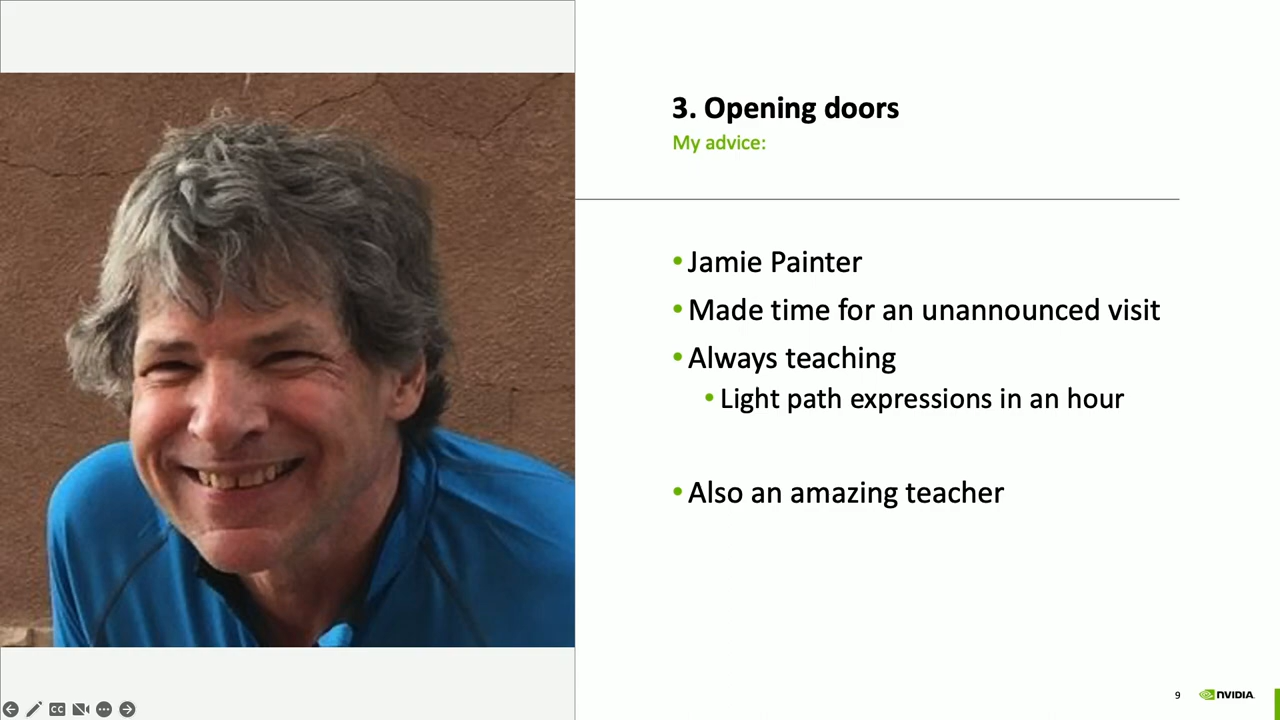 3. Opening doors
My advice:
• Jamie Painter
• Made time for an unannounced visit
• Always teaching
• Light path expressions in an hour
• Also an amazing teacher
CC
9
NVIDIA